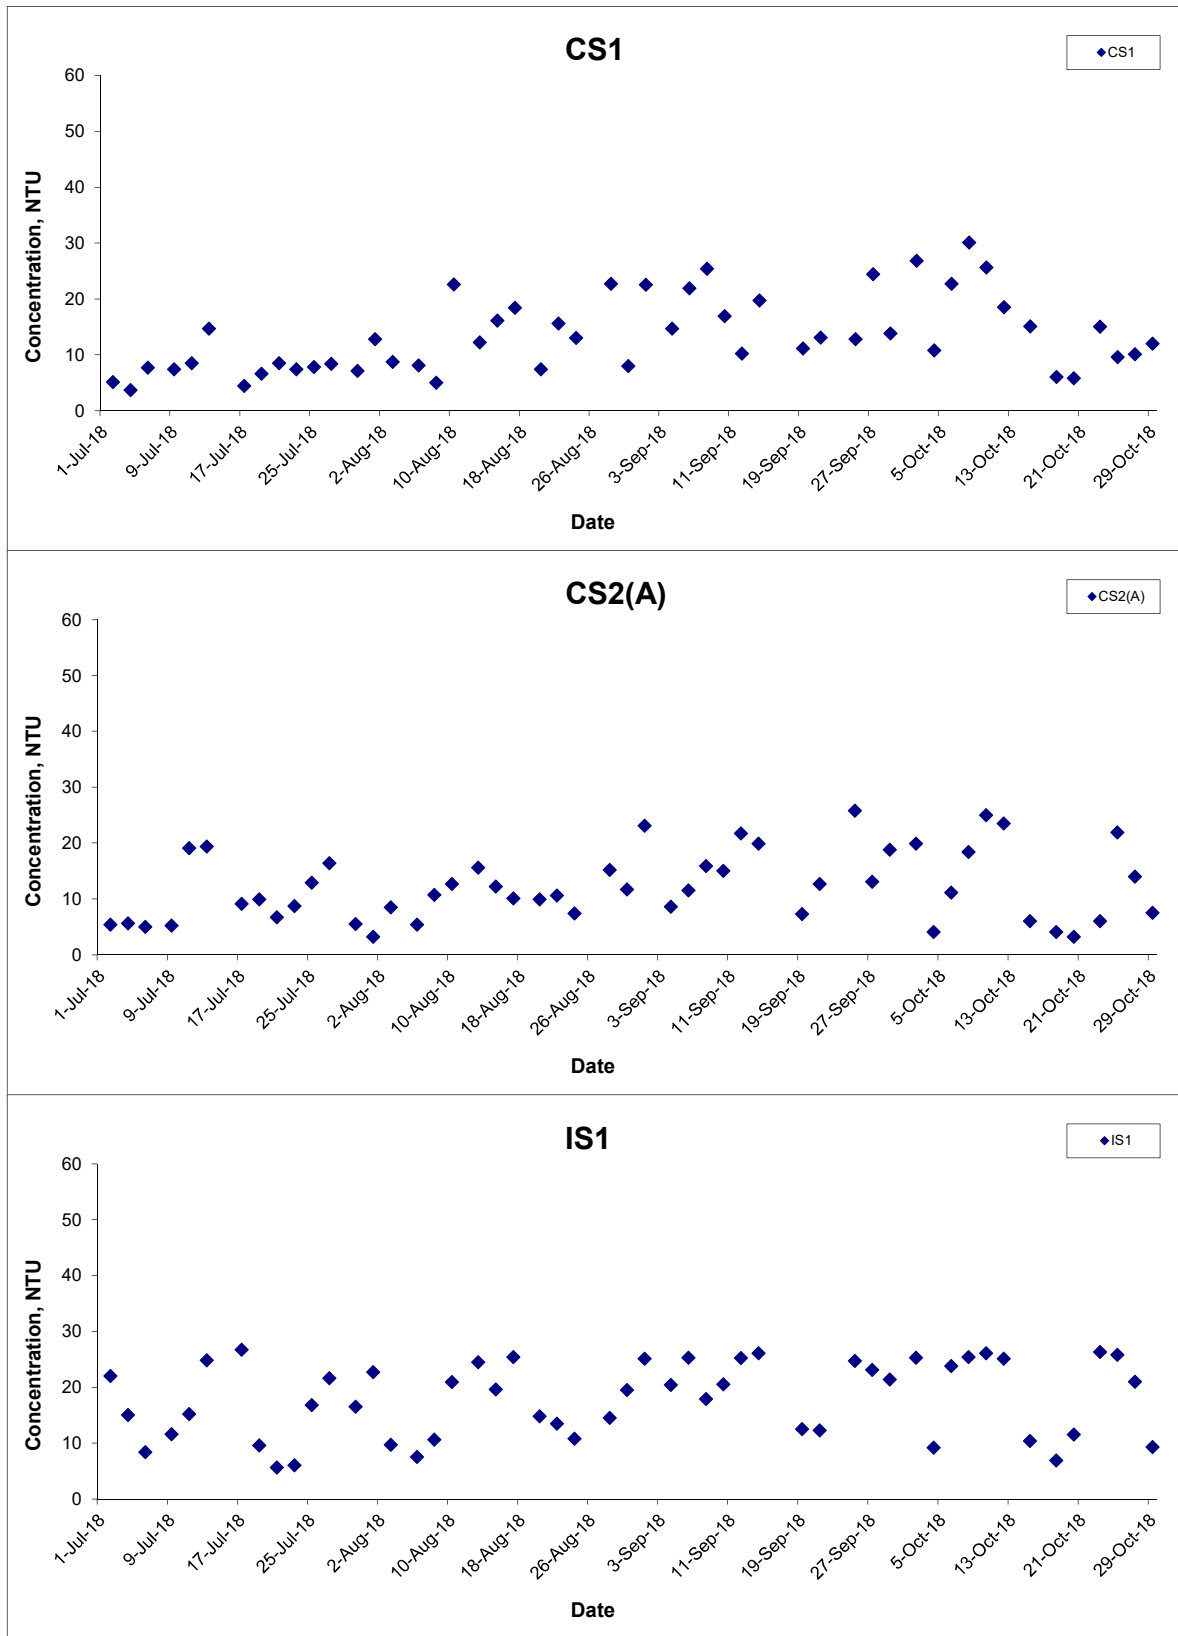 CS1
CS1
60
50
40
30
20
10
0
Concentration, NTU
1-Jul-18
9-Jul-18
17-Jul-18
25-Jul-18
2-Aug-18
10-Aug-18
18-Aug-18
26-Aug-18
3-Sep-18
11-Sep-18
19-Sep-18
27-Sep-18
5-Oct-18
13-Oct-18
21-Oct-18
29-Oct-18
Date
CS2(A)
CS2(A)
60
50
40
30
20
10
0
Concentration, NTU
1-Jul-18
9-Jul-18
17-Jul-18
25-Jul-18
2-Aug-18
10-Aug-18
18-Aug-18
26-Aug-18
3-Sep-18
11-Sep-18
19-Sep-18
27-Sep-18
5-Oct-18
13-Oct-18
21-Oct-18
29-Oct-18
Date
IS1
IS1
60
50
40
30
20
10
0
Concentration, NTU
1-Jul-18
9-Jul-18
17-Jul-18
25-Jul-18
2-Aug-18
10-Aug-18
18-Aug-18
26-Aug-18
3-Sep-18
11-Sep-18
19-Sep-18
27-Sep-18
5-Oct-18
13-Oct-18
21-Oct-18
29-Oct-18
Date